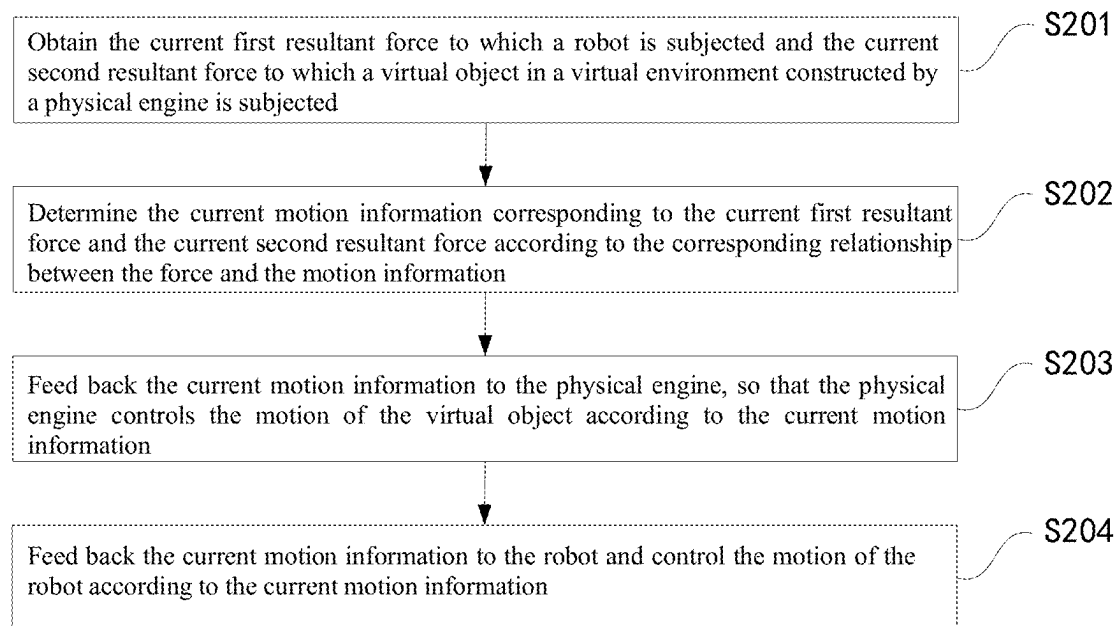 S201
Obtain the current first resultant force to which a robot is subjected and the current
second resultant force to which a virtual object in a virtual environment constructed by
a physical engine is subjected
S202
Determine the current motion information corresponding to the current first resultant
force and the current second resultant force according to the corresponding relationship
between the force and the motion information
S203
Feed back the current motion information to the physical engine, so that the physical
engine controls the motion of the virtual object according to the current motion
information
S204
Feed back the current motion information to the robot and control the motion of the
robot according to the current motion information